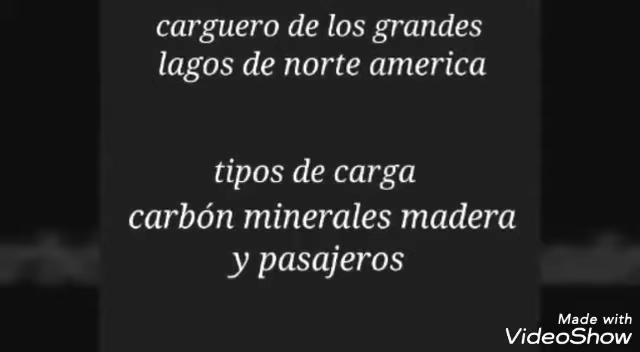 carguero de los grandes
lagos de norte america
tipos de carga
carbón minerales madera
y pasajeros
Made with
VideoShow